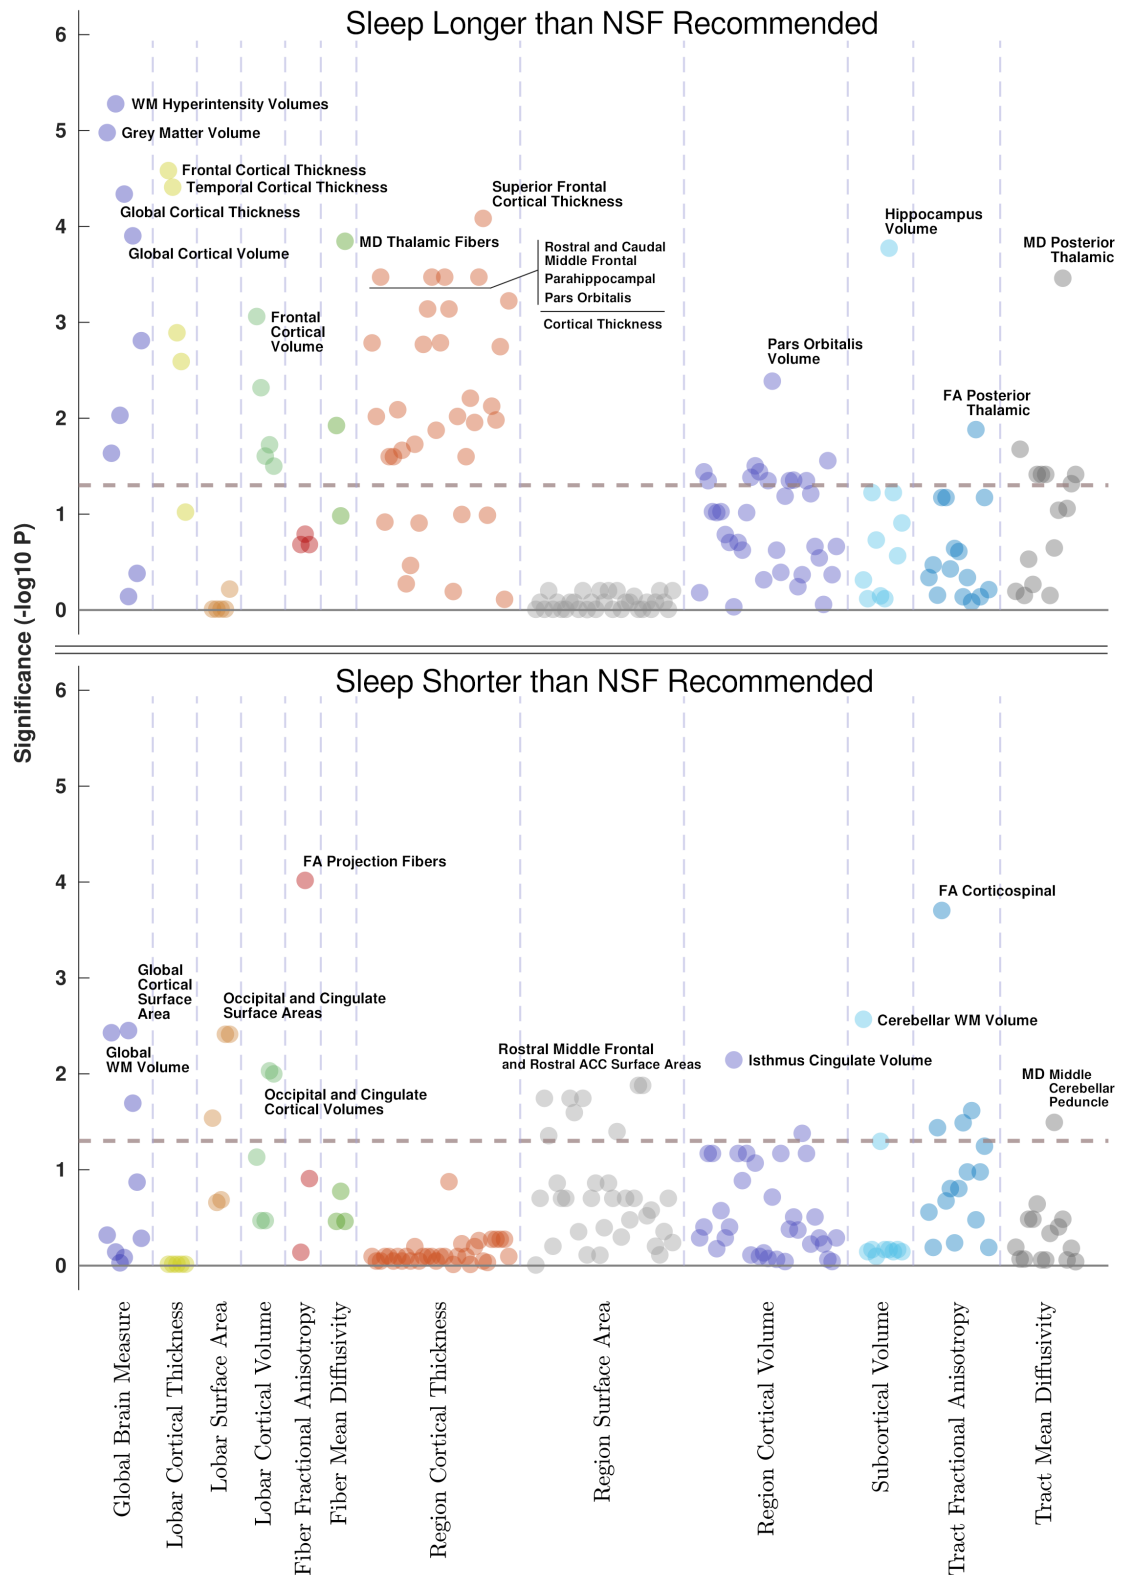 Sleep Longer than NSF Recommended
6
5
4
3
2
1
0
WM Hyperintensity Volumes
Grey Matter Volume
Frontal Cortical Thickness
Temporal Cortical Thickness
Global Cortical Thickness
Global Cortical Volume
MD Thalamic Fibers
Frontal
Cortical
Volume
Superior Frontal
Cortical Thickness
Rostral and Caudal
Middle Frontal
Parahippocampal
Pars Orbitalis
Cortical Thickness
Pars Orbitalis
Volume
Hippocampus
Volume
FA Posterior
Thalamic
MD Posterior
Thalamic
Significance (-log10 P)
Sleep Shorter than NSF Recommended
6
5
4
3
2
1
0
Global
Cortical
Surface
Area
Global
WM Volume
Occipital and Cingulate
Surface Areas
FA Projection Fibers
Occipital and Cingulate
Cortical Volumes
Rostral Middle Frontal
and Rostral ACC Surface Areas
Isthmus Cingulate Volume
Cerebellar WM Volume
FA Corticospinal
MD Middle
Cerebellar
Peduncle
Global Brain Measure
Lobar Cortical Thickness
Lobar Surface Area
Lobar Cortical Volume
Fiber Fractional Anisotropy
Fiber Mean Diffusivity
Region Cortical Thickness
Region Surface Area
Region Cortical Volume
Subcortical Volume
Tract Fractional Anisotropy
Tract Mean Diffusivity